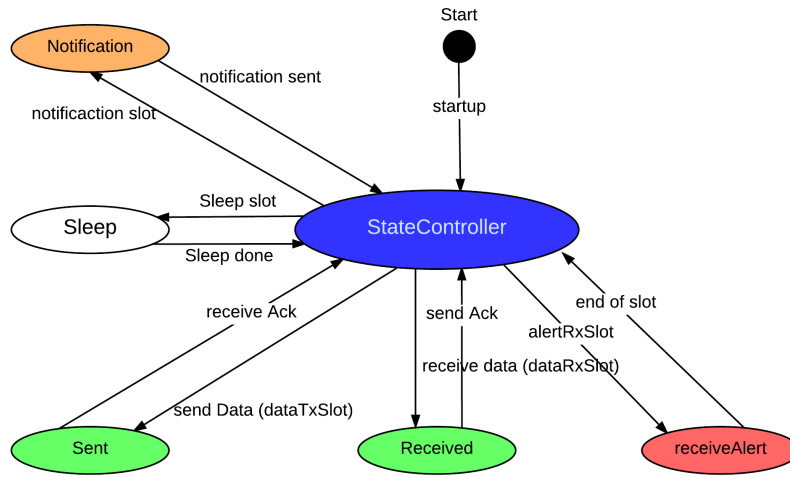 Start
Notification
notification sent
startup
notificaction slot
Sleep slot
Sleep
StateController
Sleep done
end of slot
receive Ack
send Ack
alertRxSlot
receive data (dataRxSlot)
send Data (dataTxSlot)
Sent
Received
receiveAlert